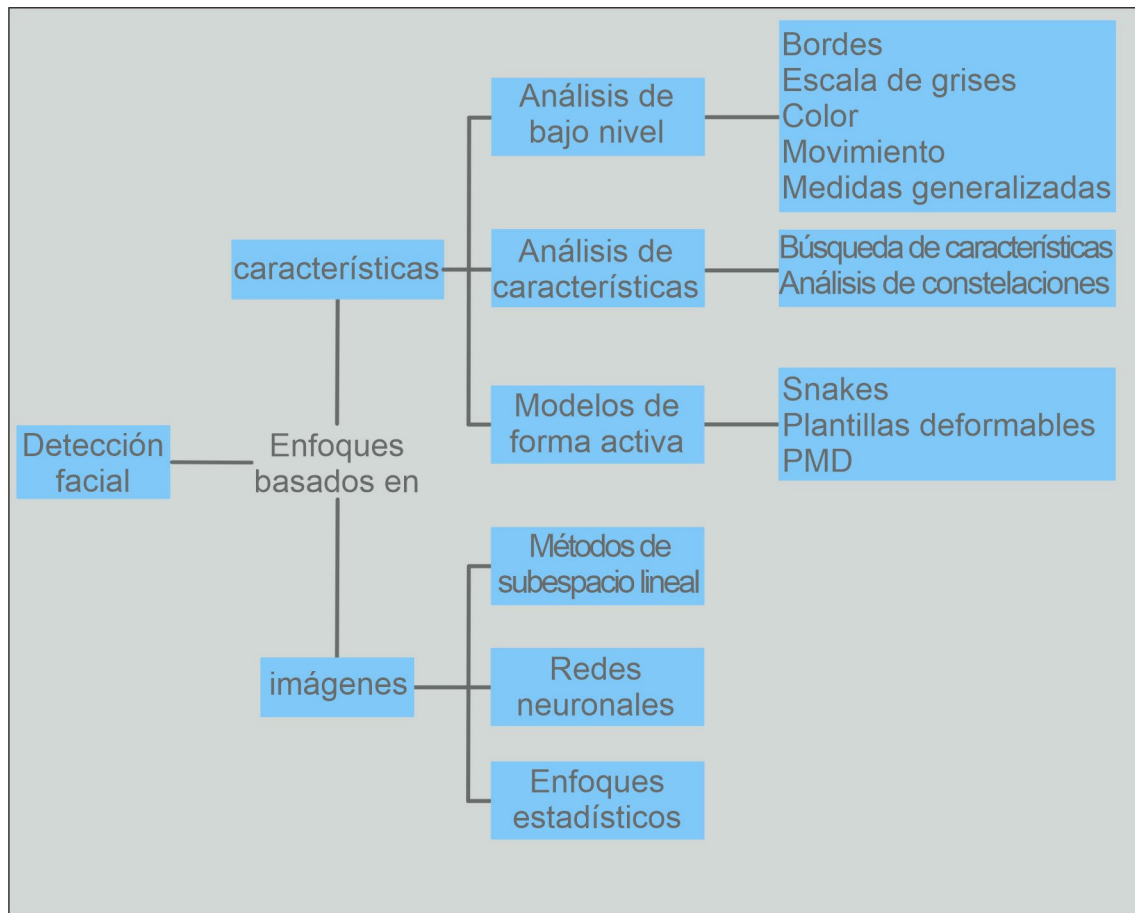 Detección
facial
Enfoques
basados en
características
Análisis de
bajo nivel
Bordes
Escala de grises
Color
Movimiento
Medidas generalizadas
Análisis de
características
Búsqueda de características
Análisis de constelaciones
Modelos de
forma activa
Snakes
Plantillas deformables
PMD
imágenes
Métodos de
subespacio lineal
Redes
neuronales
Enfoques
estadísticos